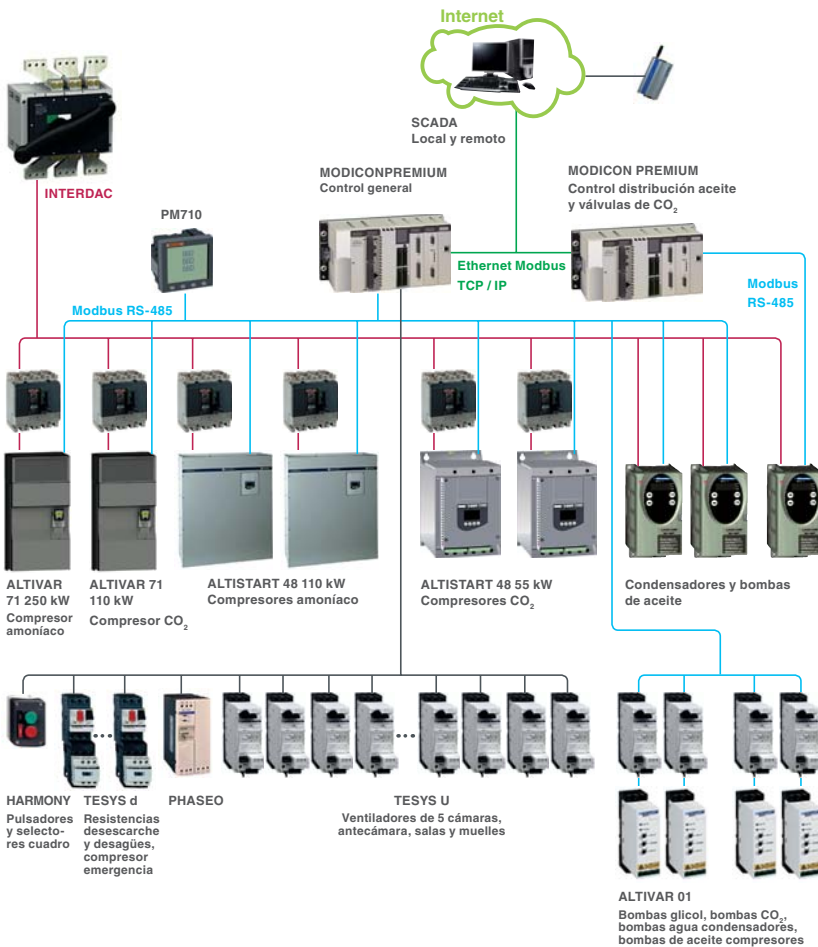 Internet
SCADA
Local y remoto
INTERDAC
MODICONPREMIUM
Control general
MODICON PREMIUM
Control distribución aceite
y válvulas de CO₂
PM710
Ethernet Modbus
TCP / IP
Modbus
RS-485
Modbus RS-485
ALTIVAR
71 250 kW
Compresor
amoníaco
ALTIVAR 71
110 kW
Compresor CO₂
ALTISTART 48 110 kW
Compresores amoníaco
ALTISTART 48 55 kW
Compresores CO₂
Condensadores y bombas
de aceite
HARMONY
Pulsadores
y selecto-
res cuadro
TESYS d
Resistencias
desescarche
y desagües,
compresor
emergencia
PHASEO
TESYS U
Ventiladores de 5 cámaras,
antecámara, salas y muelles
ALTIVAR 01
Bombas glicol, bombas CO₂,
bombas agua condensadores,
bombas de aceite compresores